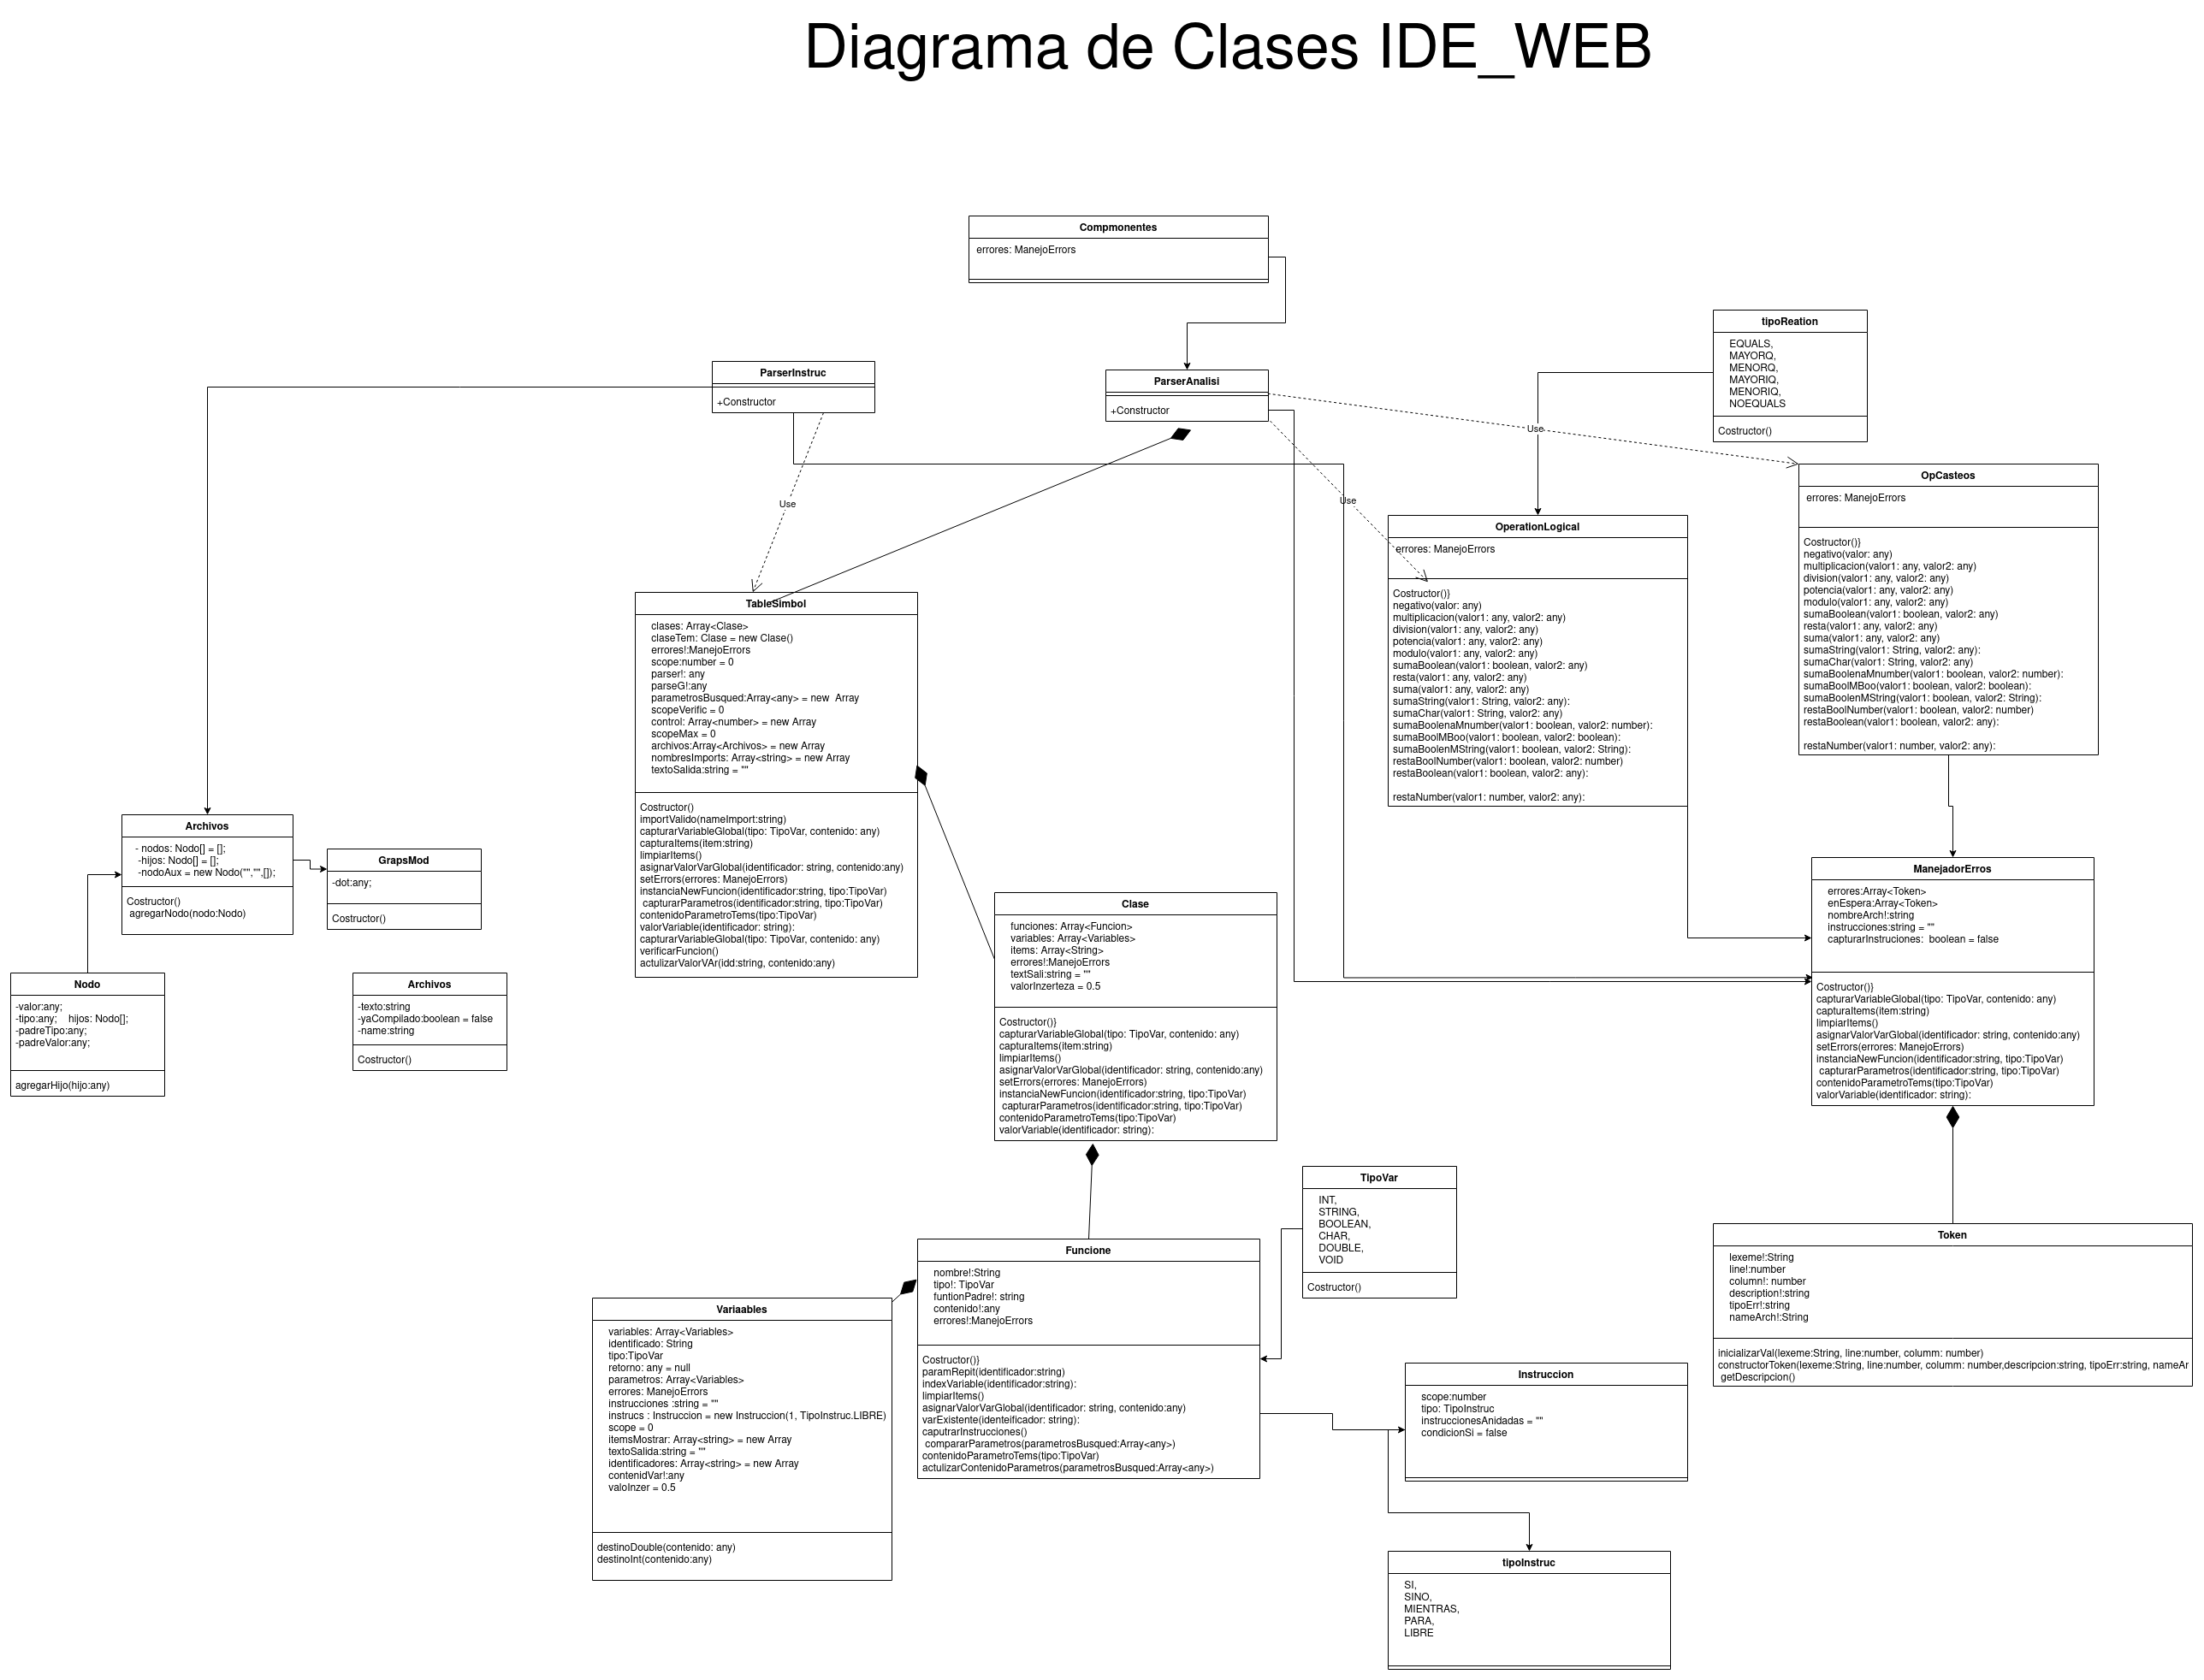 Diagrama de Clases IDE_WEB
Compmonentes
errores: ManejoErrors
tipoReation
EQUALS,
MAYORQ,
MENORQ,
MAYORIQ,
MENORIQ,
NOEQUALS
Costructor()
ParserInstruc
+Constructor
ParserAnalisi
+Constructor
Use
Use
Use
OpCasteos
errores: ManejoErrors
Costructor()}
negativo(valor: any)
multiplicacion(valor1: any, valor2: any)
division(valor1: any, valor2: any)
potencia(valor1: any, valor2: any)
modulo(valor1: any, valor2: any)
sumaBoolean(valor1: boolean, valor2: any)
resta(valor1: any, valor2: any)
suma(valor1: any, valor2: any)
sumaString(valor1: String, valor2: any):
sumaChar(valor1: String, valor2: any)
sumaBoolenaMnumber(valor1: boolean, valor2: number):
sumaBoolMBoo(valor1: boolean, valor2: boolean):
sumaBoolenMString(valor1: boolean, valor2: String):
restaBoolNumber(valor1: boolean, valor2: number)
restaBoolean(valor1: boolean, valor2: any):
restaNumber(valor1: number, valor2: any):
OperationLogical
errores: ManejoErrors
Costructor()}
negativo(valor: any)
multiplicacion(valor1: any, valor2: any)
division(valor1: any, valor2: any)
potencia(valor1: any, valor2: any)
modulo(valor1: any, valor2: any)
sumaBoolean(valor1: boolean, valor2: any)
resta(valor1: any, valor2: any)
suma(valor1: any, valor2: any)
sumaString(valor1: String, valor2: any):
sumaChar(valor1: String, valor2: any)
sumaBoolenaMnumber(valor1: boolean, valor2: number):
sumaBoolMBoo(valor1: boolean, valor2: boolean):
sumaBoolenMString(valor1: boolean, valor2: String):
restaBoolNumber(valor1: boolean, valor2: number)
restaBoolean(valor1: boolean, valor2: any):
restaNumber(valor1: number, valor2: any):
TableSimbol
clases: Array<Clase>
claseTem: Clase = new Clase()
errores!:ManejoErrors
scope:number = 0
parser!: any
parseG!:any
parametrosBusqued:Array<any> = new  Array
scopeVerific = 0
control: Array<number> = new Array
scopeMax = 0
archivos:Array<Archivos> = new Array
nombresImports: Array<string> = new Array
textoSalida:string = ""
Costructor()
importValido(nameImport:string)
capturarVariableGlobal(tipo: TipoVar, contenido: any)
capturaItems(item:string)
limpiarItems()
asignarValorVarGlobal(identificador: string, contenido:any)
setErrors(errores: ManejoErrors)
instanciaNewFuncion(identificador:string, tipo:TipoVar)
capturarParametros(identificador:string, tipo:TipoVar)
contenidoParametroTems(tipo:TipoVar)
valorVariable(identificador: string):
capturarVariableGlobal(tipo: TipoVar, contenido: any)
verificarFuncion()
actulizarValorVAr(idd:string, contenido:any)
Archivos
- nodos: Nodo[] = [];
-hijos: Nodo[] = [];
-nodoAux = new Nodo("","",[]);
Costructor()
agregarNodo(nodo:Nodo)
GrapsMod
-dot:any;
Costructor()
Nodo
-valor:any;
-tipo:any;    hijos: Nodo[];
-padreTipo:any;
-padreValor:any;
agregarHijo(hijo:any)
Archivos
-texto:string
-yaCompilado:boolean = false
-name:string
Costructor()
Clase
funciones: Array<Funcion>
variables: Array<Variables>
items: Array<String>
errores!:ManejoErrors
textSali:string = ""
valorInzerteza = 0.5
Costructor()}
capturarVariableGlobal(tipo: TipoVar, contenido: any)
capturaItems(item:string)
limpiarItems()
asignarValorVarGlobal(identificador: string, contenido:any)
setErrors(errores: ManejoErrors)
instanciaNewFuncion(identificador:string, tipo:TipoVar)
capturarParametros(identificador:string, tipo:TipoVar)
contenidoParametroTems(tipo:TipoVar)
valorVariable(identificador: string):
ManejadorErros
errores:Array<Token>
enEspera:Array<Token>
nombreArch!:string
instrucciones:string = ""
capturarInstruciones:  boolean = false
Costructor()}
capturarVariableGlobal(tipo: TipoVar, contenido: any)
capturaItems(item:string)
limpiarItems()
asignarValorVarGlobal(identificador: string, contenido:any)
setErrors(errores: ManejoErrors)
instanciaNewFuncion(identificador:string, tipo:TipoVar)
capturarParametros(identificador:string, tipo:TipoVar)
contenidoParametroTems(tipo:TipoVar)
valorVariable(identificador: string):
TipoVar
INT,
STRING,
BOOLEAN,
CHAR,
DOUBLE,
VOID
Costructor()
Token
lexeme!:String
line!:number
column!: number
description!:string
tipoErr!:string
nameArch!:String
inicializarVal(lexeme:String, line:number, columm: number)
constructorToken(lexeme:String, line:number, columm: number,descripcion:string, tipoErr:string, nameAr
getDescripcion()
Funcione
nombre!:String
tipo!: TipoVar
funtionPadre!: string
contenido!:any
errores!:ManejoErrors
Costructor()}
paramRepit(identificador:string)
indexVariable(identificador:string):
limpiarItems()
asignarValorVarGlobal(identificador: string, contenido:any)
varExistente(identeificador: string):
caputrarInstrucciones()
compararParametros(parametrosBusqued:Array<any>)
contenidoParametroTems(tipo:TipoVar)
actulizarContenidoParametros(parametrosBusqued:Array<any>)
Variaables
variables: Array<Variables>
identificado: String
tipo:TipoVar
retorno: any = null
parametros: Array<Variables>
errores: ManejoErrors
instrucciones :string = ""
instrucs : Instruccion = new Instruccion(1, TipoInstruc.LIBRE)
scope = 0
itemsMostrar: Array<string> = new Array
textoSalida:string = ""
identificadores: Array<string> = new Array
contenidVar!:any
valoInzer = 0.5
destinoDouble(contenido: any)
destinoInt(contenido:any)
Instruccion
scope:number
tipo: TipoInstruc
instruccionesAnidadas = ""
condicionSi = false
tipoInstruc
SI,
SINO,
MIENTRAS,
PARA,
LIBRE